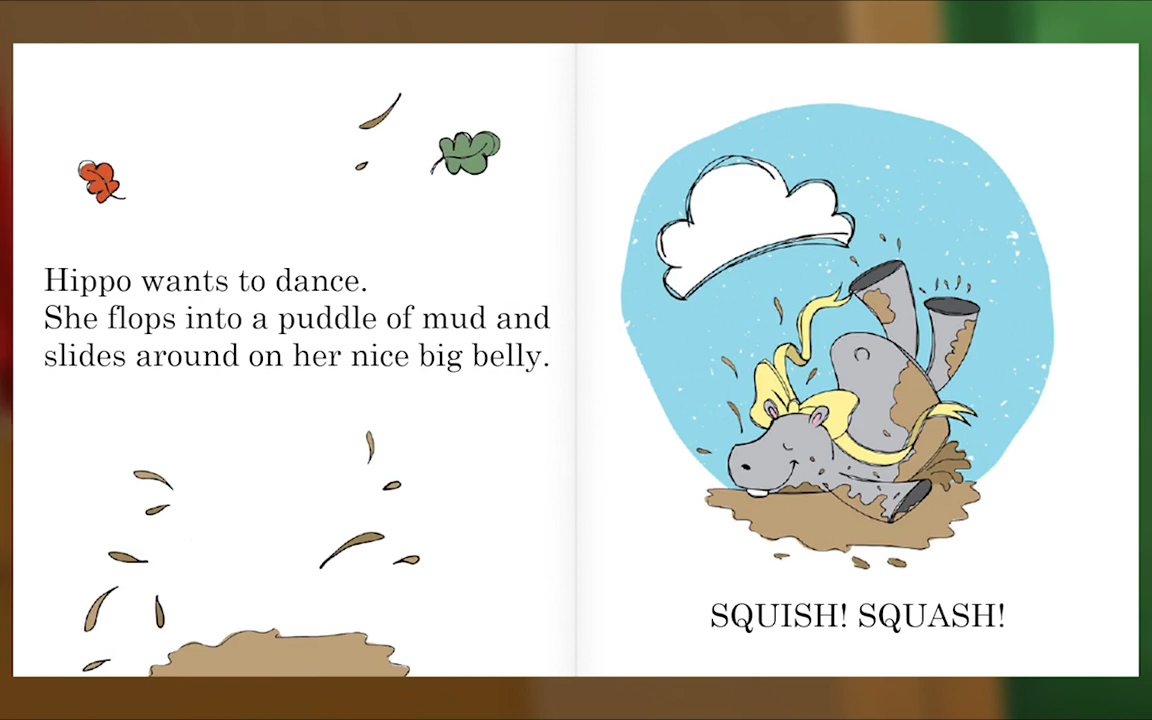 Hippo wants to dance.
She flops into a puddle of mud and
slides around on her nice big belly.
SQUISH! SQUASH!